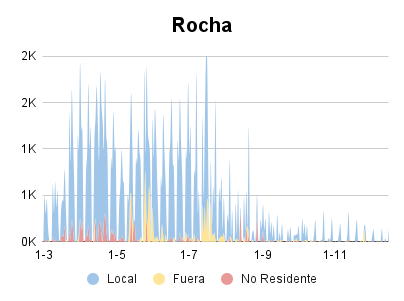 Rocha
2K
2K
1K
1K
0K
1-3 1-5 1-7 1-9 1-11
Local Fuera No Residente